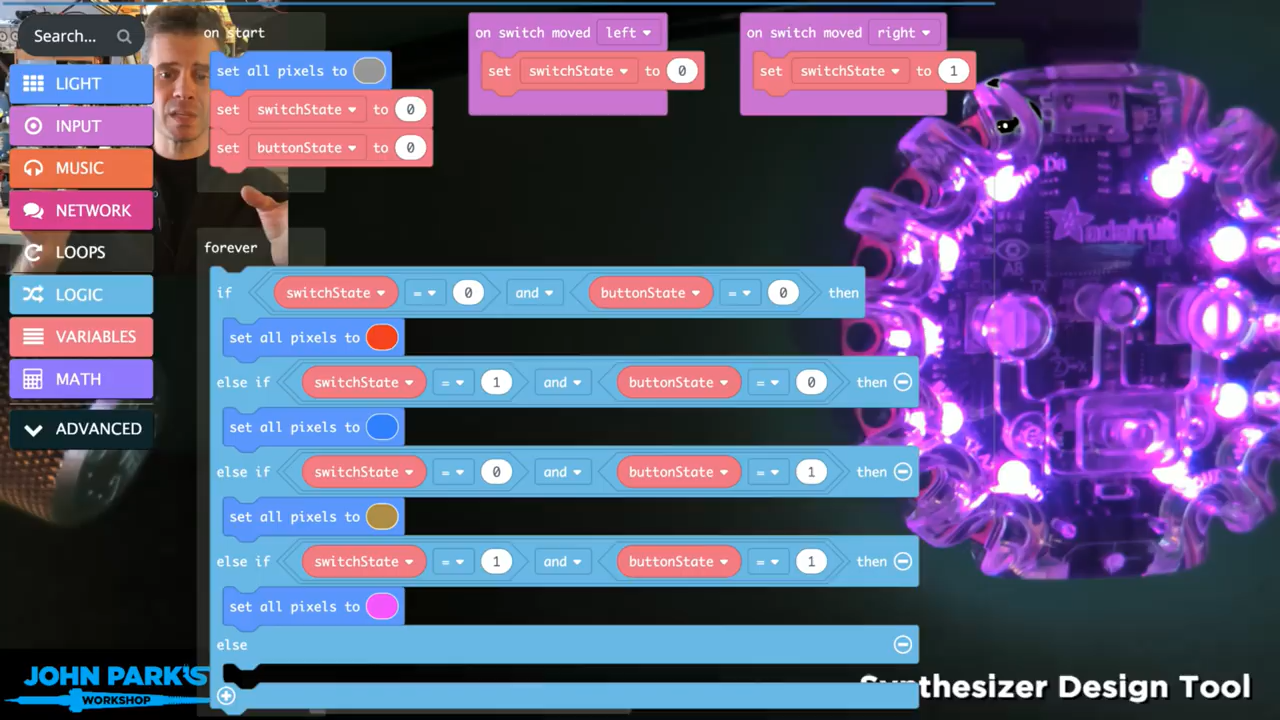 Search...
LIGHT
INPUT
MUSIC
NETWORK
LOOPS
LOGIC
VARIABLES
MATH
ADVANCED
on start
set all pixels to
set switchState to 0
set buttonState to 0
on switch moved left
set switchState to 0
on switch moved right
set switchState to 1
forever
if switchState = 0 and buttonState = 0 then
set all pixels to
else if switchState = 1 and buttonState = 0 then
set all pixels to
else if switchState = 0 and buttonState = 1 then
set all pixels to
else if switchState = 1 and buttonState = 1 then
set all pixels to
else
D8
adafruit
AB
JOHN PARK'S
WORKSHOP
Synthesizer Design Tool